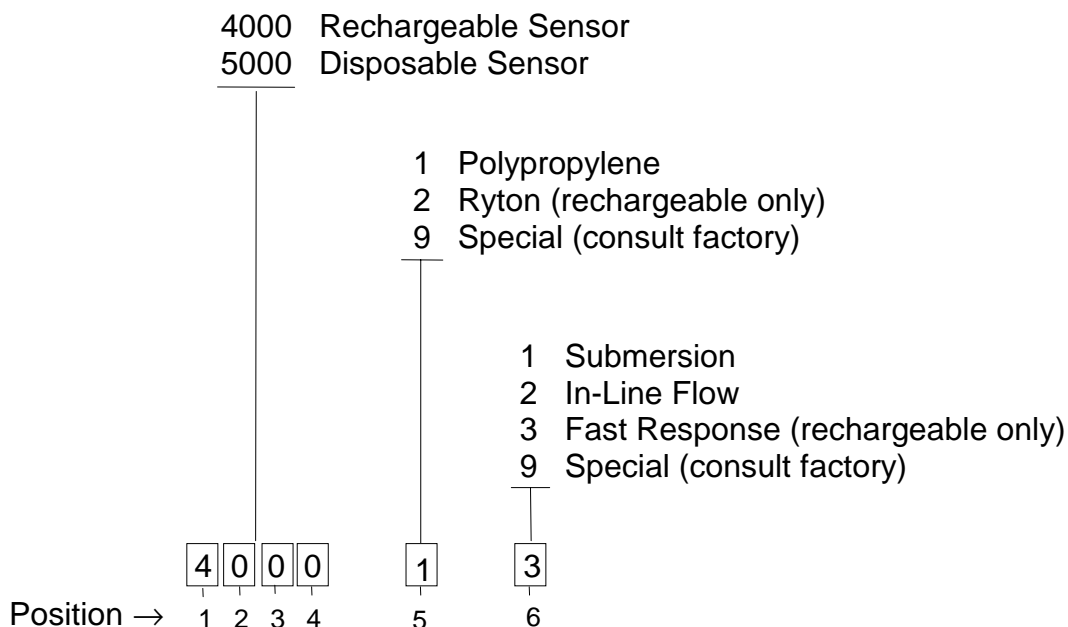 4000 Rechargeable Sensor
5000 Disposable Sensor
1 Polypropylene
2 Ryton (rechargeable only)
9 Special (consult factory)
1 Submersion
2 In-Line Flow
3 Fast Response (rechargeable only)
9 Special (consult factory)
4 0 0 0 1 3
Position → 1 2 3 4 5 6